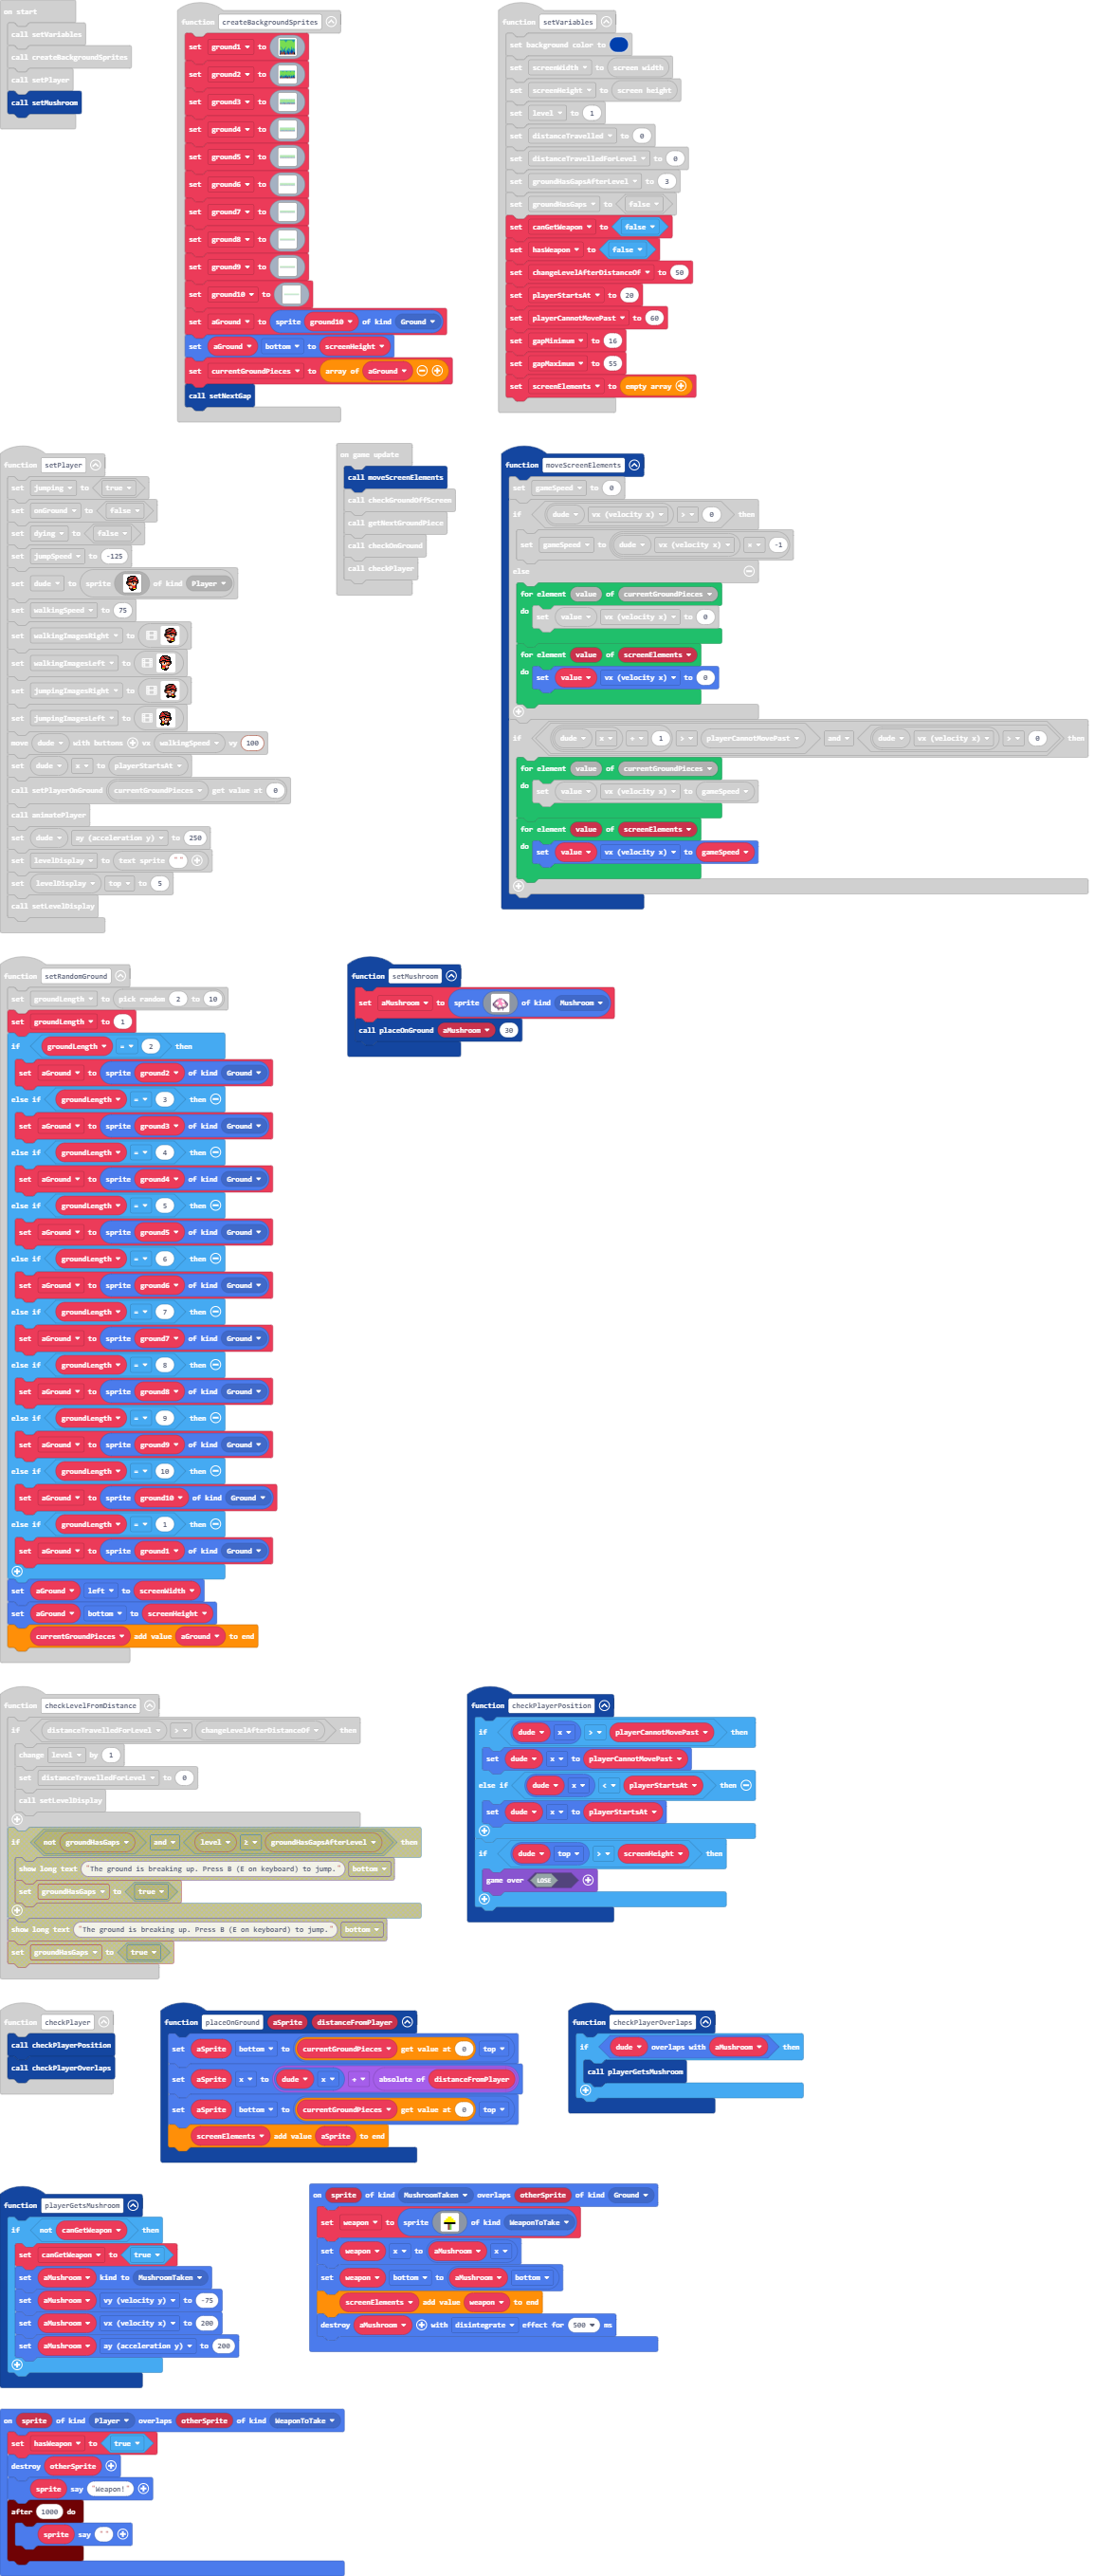 on start
call setVariables
call createBackgroundSprites
call setPlayer
call setMushroom
function createBackgroundSprites
set ground1 to
set ground2 to
set ground3 to
set ground4 to
set ground5 to
set ground6 to
set ground7 to
set ground8 to
set ground9 to
set ground10 to
set aGround to sprite ground10 of kind Ground
set aGround bottom to screenHeight
set currentGroundPieces to array of aGround
call setNextGap
function setVariables
set background color to
set screenWidth to screen width
set screenHeight to screen height
set level to 1
set distanceTravelled to 0
set distanceTravelledForLevel to 0
set groundHasGapsAfterLevel to 3
set groundHasGaps to false
set canGetWeapon to false
set hasWeapon to false
set changeLevelAfterDistanceOf to 50
set playerStartsAt to 20
set playerCannotMovePast to 60
set gapMinimum to 16
set gapMaximum to 55
set screenElements to empty array
function setPlayer
set jumping to true
set onGround to false
set dying to false
set jumpSpeed to -125
set dude to sprite of kind Player
set walkingSpeed to 75
set walkingImagesRight to
set walkingImagesLeft to
set jumpingImagesRight to
set jumpingImagesLeft to
move dude with buttons vx walkingSpeed vy 100
set dude x to playerStartsAt
call setPlayerOnGround currentGroundPieces get value at 0
call animatePlayer
set dude ay (acceleration y) to 250
set levelDisplay to text sprite " "
set levelDisplay top to 5
call setLevelDisplay
on game update
call moveScreenElements
call checkGroundOffScreen
call getNextGroundPiece
call checkOnGround
call checkPlayer
function moveScreenElements
set gameSpeed to 0
if dude vx (velocity x) > 0 then
set gameSpeed to dude vx (velocity x) x -1
else
for element value of currentGroundPieces
do set value vx (velocity x) to 0
for element value of screenElements
do set value vx (velocity x) to 0
if dude x + 1 > playerCannotMovePast and dude vx (velocity x) > 0 then
for element value of currentGroundPieces
do set value vx (velocity x) to gameSpeed
for element value of screenElements
do set value vx (velocity x) to gameSpeed
function setRandomGround
set groundLength to pick random 2 to 10
set groundLength to 1
if groundLength = 2 then
set aGround to sprite ground2 of kind Ground
else if groundLength = 3 then
set aGround to sprite ground3 of kind Ground
else if groundLength = 4 then
set aGround to sprite ground4 of kind Ground
else if groundLength = 5 then
set aGround to sprite ground5 of kind Ground
else if groundLength = 6 then
set aGround to sprite ground6 of kind Ground
else if groundLength = 7 then
set aGround to sprite ground7 of kind Ground
else if groundLength = 8 then
set aGround to sprite ground8 of kind Ground
else if groundLength = 9 then
set aGround to sprite ground9 of kind Ground
else if groundLength = 10 then
set aGround to sprite ground10 of kind Ground
else if groundLength = 1 then
set aGround to sprite ground1 of kind Ground
set aGround left to screenWidth
set aGround bottom to screenHeight
currentGroundPieces add value aGround to end
function setMushroom
set aMushroom to sprite of kind Mushroom
call placeOnGround aMushroom 30
function checkLevelFromDistance
if distanceTravelledForLevel > changeLevelAfterDistanceOf then
change level by 1
set distanceTravelledForLevel to 0
call setLevelDisplay
if not groundHasGaps and level ≥ groundHasGapsAfterLevel then
show long text "The ground is breaking up. Press B (E on keyboard) to jump." bottom
set groundHasGaps to true
show long text "The ground is breaking up. Press B (E on keyboard) to jump." bottom
set groundHasGaps to true
function checkPlayerPosition
if dude x > playerCannotMovePast then
set dude x to playerCannotMovePast
else if dude x < playerStartsAt then
set dude x to playerStartsAt
if dude top > screenHeight then
game over LOSE
function checkPlayer
call checkPlayerPosition
call checkPlayerOverlaps
function placeOnGround aSprite distanceFromPlayer
set aSprite bottom to currentGroundPieces get value at 0 top
set aSprite x to dude x + absolute of distanceFromPlayer
set aSprite bottom to currentGroundPieces get value at 0 top
screenElements add value aSprite to end
function checkPlayerOverlaps
if dude overlaps with aMushroom then
call playerGetsMushroom
function playerGetsMushroom
if not canGetWeapon then
set canGetWeapon to true
set aMushroom kind to MushroomTaken
set aMushroom vy (velocity y) to -75
set aMushroom vx (velocity x) to 200
set aMushroom ay (acceleration y) to 200
on sprite of kind MushroomTaken overlaps otherSprite of kind Ground
set weapon to sprite of kind WeaponToTake
set weapon x to aMushroom x
set weapon bottom to aMushroom bottom
screenElements add value weapon to end
destroy aMushroom with disintegrate effect for 500 ms
on sprite of kind Player overlaps otherSprite of kind WeaponToTake
set hasWeapon to true
destroy otherSprite
sprite say "Weapon!"
after 1000 do
sprite say " "